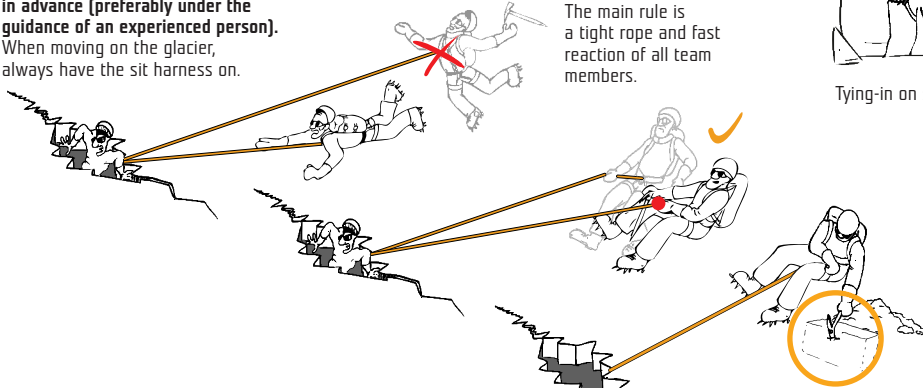 in advance (preferably under the
guidance of an experienced person).
When moving on the glacier,
always have the sit harness on.
The main rule is
a tight rope and fast
reaction of all team
members.
Tying-in on